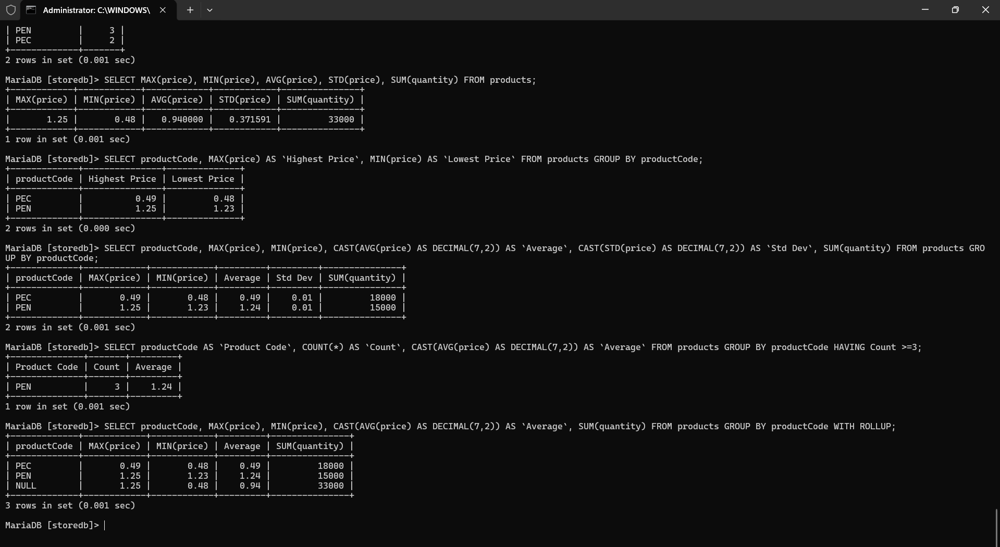 Administrator: C:\WINDOWS\
| PEN         |     3 |
| PEC         |     2 |
+-------------+-------+
2 rows in set (0.001 sec)

MariaDB [storedb]> SELECT MAX(price), MIN(price), AVG(price), STD(price), SUM(quantity) FROM products;
+------------+------------+------------+------------+---------------+
| MAX(price) | MIN(price) | AVG(price) | STD(price) | SUM(quantity) |
+------------+------------+------------+------------+---------------+
|       1.25 |       0.48 |   0.940000 |   0.371591 |         33000 |
+------------+------------+------------+------------+---------------+
1 row in set (0.001 sec)

MariaDB [storedb]> SELECT productCode, MAX(price) AS `Highest Price`, MIN(price) AS `Lowest Price` FROM products GROUP BY productCode;
+-------------+---------------+--------------+
| productCode | Highest Price | Lowest Price |
+-------------+---------------+--------------+
| PEC         |          0.49 |         0.48 |
| PEN         |          1.25 |         1.23 |
+-------------+---------------+--------------+
2 rows in set (0.000 sec)

MariaDB [storedb]> SELECT productCode, MAX(price), MIN(price), CAST(AVG(price) AS DECIMAL(7,2)) AS `Average`, CAST(STD(price) AS DECIMAL(7,2)) AS `Std Dev`, SUM(quantity) FROM products GRO
UP BY productCode;
+-------------+------------+------------+---------+---------+---------------+
| productCode | MAX(price) | MIN(price) | Average | Std Dev | SUM(quantity) |
+-------------+------------+------------+---------+---------+---------------+
| PEC         |       0.49 |       0.48 |    0.49 |    0.01 |         18000 |
| PEN         |       1.25 |       1.23 |    1.24 |    0.01 |         15000 |
+-------------+------------+------------+---------+---------+---------------+
2 rows in set (0.001 sec)

MariaDB [storedb]> SELECT productCode AS `Product Code`, COUNT(*) AS `Count`, CAST(AVG(price) AS DECIMAL(7,2)) AS `Average` FROM products GROUP BY productCode HAVING Count >=3;
+--------------+-------+---------+
| Product Code | Count | Average |
+--------------+-------+---------+
| PEN          |     3 |    1.24 |
+--------------+-------+---------+
1 row in set (0.001 sec)

MariaDB [storedb]> SELECT productCode, MAX(price), MIN(price), CAST(AVG(price) AS DECIMAL(7,2)) AS `Average`, SUM(quantity) FROM products GROUP BY productCode WITH ROLLUP;
+-------------+------------+------------+---------+---------------+
| productCode | MAX(price) | MIN(price) | Average | SUM(quantity) |
+-------------+------------+------------+---------+---------------+
| PEC         |       0.49 |       0.48 |    0.49 |         18000 |
| PEN         |       1.25 |       1.23 |    1.24 |         15000 |
| NULL        |       1.25 |       0.48 |    0.94 |         33000 |
+-------------+------------+------------+---------+---------------+
3 rows in set (0.001 sec)

MariaDB [storedb]>